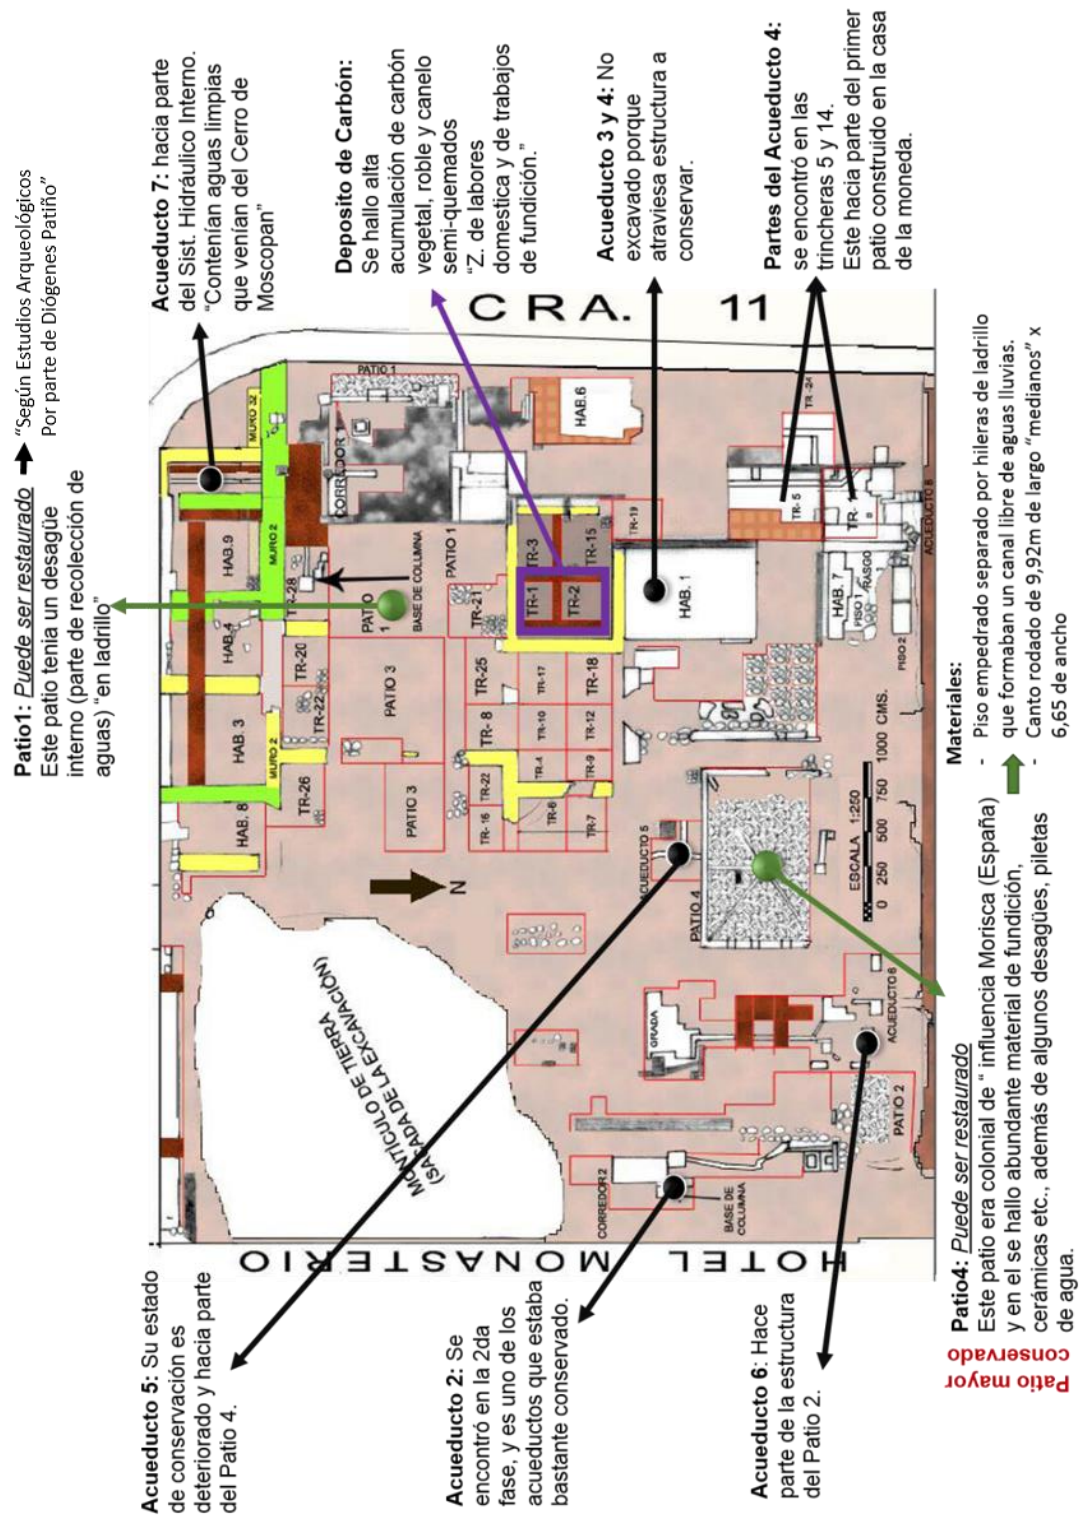 Patio1: Puede ser restaurado
Este patio tenia un desagüe
interno (parte de recolección de
aguas) “en ladrillo”
“Según Estudios Arqueológicos
Por parte de Diógenes Patiño”
Acueducto 7: hacia parte
del Sist. Hidráulico Interno.
“Contenían aguas limpias
que venían del Cerro de
Moscopan”
Deposito de Carbón:
Se hallo alta
acumulación de carbón
vegetal, roble y canelo
semi-quemados
“Z. de labores
domestica y de trabajos
de fundición.”
Acueducto 3 y 4: No
excavado porque
atraviesa estructura a
conservar.
Partes del Acueducto 4:
se encontró en las
trincheras 5 y 14.
Este hacia parte del primer
patio construido en la casa
de la moneda.
Acueducto 5: Su estado
de conservación es
deteriorado y hacia parte
del Patio 4.
Acueducto 2: Se
encontró en la 2da
fase, y es uno de los
acueductos que estaba
bastante conservado.
Acueducto 6: Hace
parte de la estructura
del Patio 2.
CRA. 11
HOTEL MONASTERIO
MONTICULO DE TIERRA
(SACADA DE LA EXCAVACIÓN)
HAB. 8
HAB. 3
HAB.4
HAB.9
MURO 2
MURO 2
MURO 32
TR-26
TR-22
TR-20
TR-28
CORREDOR 1
PATIO 1
PATIO 3
PATIO 3
PATIO
1
BASE DE COLUMNA
PATIO 1
TR-16
TR-22
TR- 8
TR-25
TR-21
TR-6
TR-4
TR-10
TR-17
TR-1
TR-3
TR-7
TR-9
TR-12
TR-18
TR-2
TR-15
TR-19
HAB.6
HAB. 1
TR-24
TR- 5
TR-
HAB. 7
PISO 1
RASGO
PISO 2
ACUEDUCTO 8
N
ACUEDUCTO 5
PATIO 4
ESCALA 1:250
0 250 500 750 1000 CMS.
GRADA
ACUEDUCTO 6
PATIO 2
CORREDOR 2
BASE DE
COLUMNA
Patio mayor
conservado
Patio4: Puede ser restaurado
Este patio era colonial de “ influencia Morisca (España)
y en el se hallo abundante material de fundición,
cerámicas etc., además de algunos desagües, piletas
de agua.
Materiales:
- Piso empedrado separado por hileras de ladrillo
que formaban un canal libre de aguas lluvias.
- Canto rodado de 9,92m de largo “medianos” x
6,65 de ancho